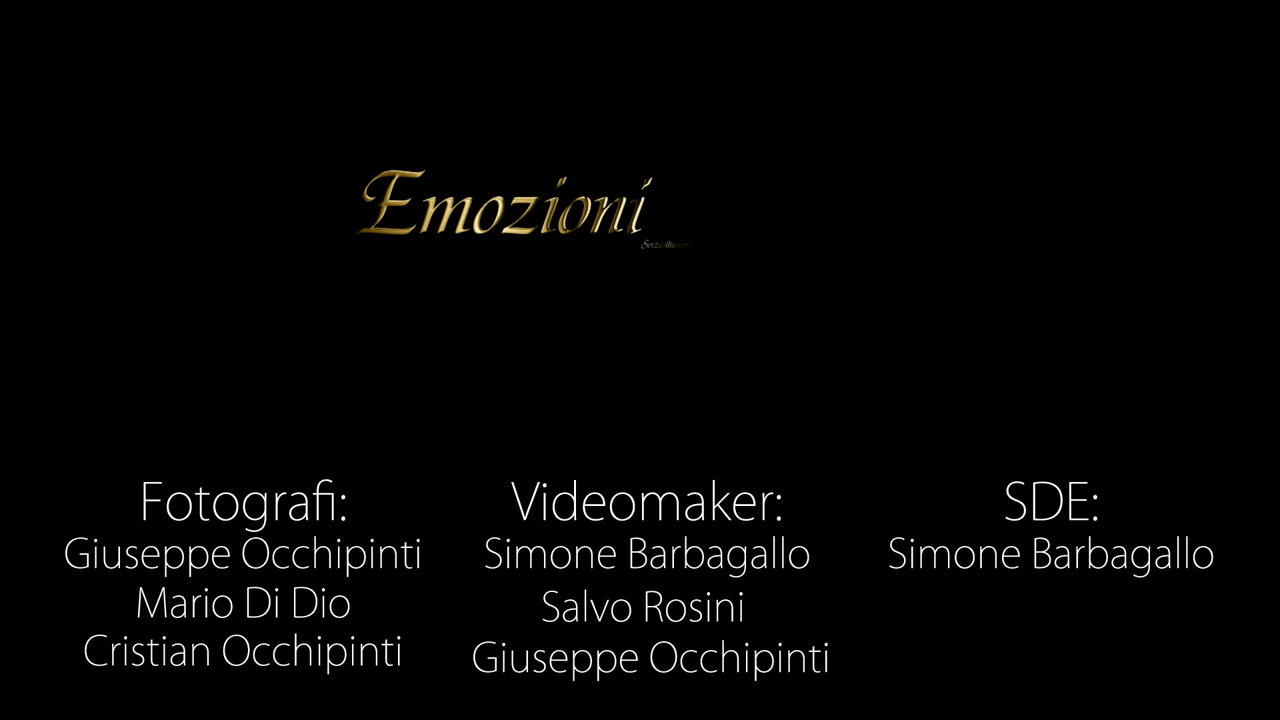 Emozioni
Fotografi:
Giuseppe Occhipinti
Mario Di Dio
Cristian Occhipinti
Videomaker:
Simone Barbagallo
Salvo Rosini
Giuseppe Occhipinti
SDE:
Simone Barbagallo